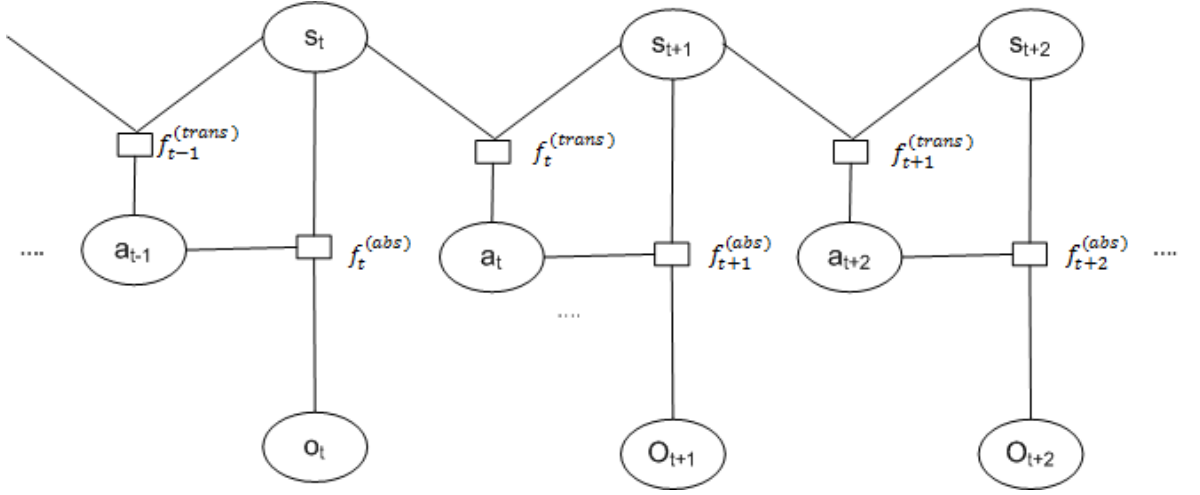 s_t s_{t+1} s_{t+2}
f_{t-1}^{(trans)} f_t^{(trans)} f_{t+1}^{(trans)}
.... a_{t-1} f_t^{(abs)} a_t f_{t+1}^{(abs)} a_{t+2} f_{t+2}^{(abs)} ....
....
o_t O_{t+1} O_{t+2}